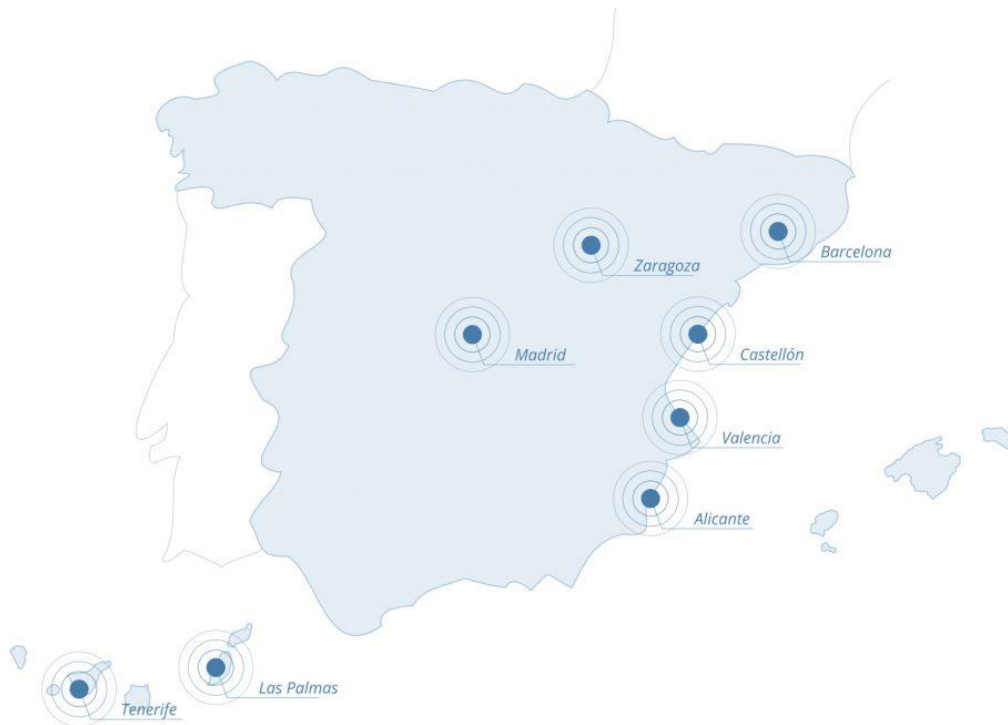 Barcelona
Zaragoza
Madrid
Castellón
Valencia
Alicante
Las Palmas
Tenerife